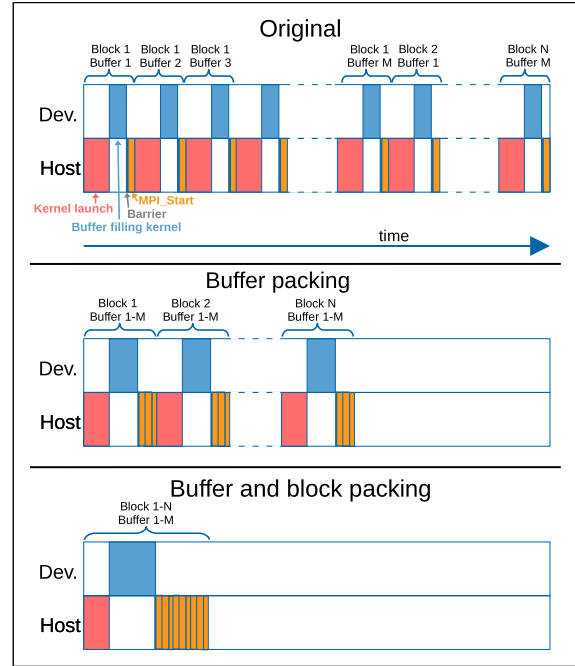 Original
Block 1
Buffer 1
Block 1
Buffer 2
Block 1
Buffer 3
Block 1
Buffer M
Block 2
Buffer 1
Block N
Buffer M
Dev.
Host
Kernel launch
MPI_Start
Barrier
Buffer filling kernel
time
Buffer packing
Block 1
Buffer 1-M
Block 2
Buffer 1-M
Block N
Buffer 1-M
Dev.
Host
Buffer and block packing
Block 1-N
Buffer 1-M
Dev.
Host